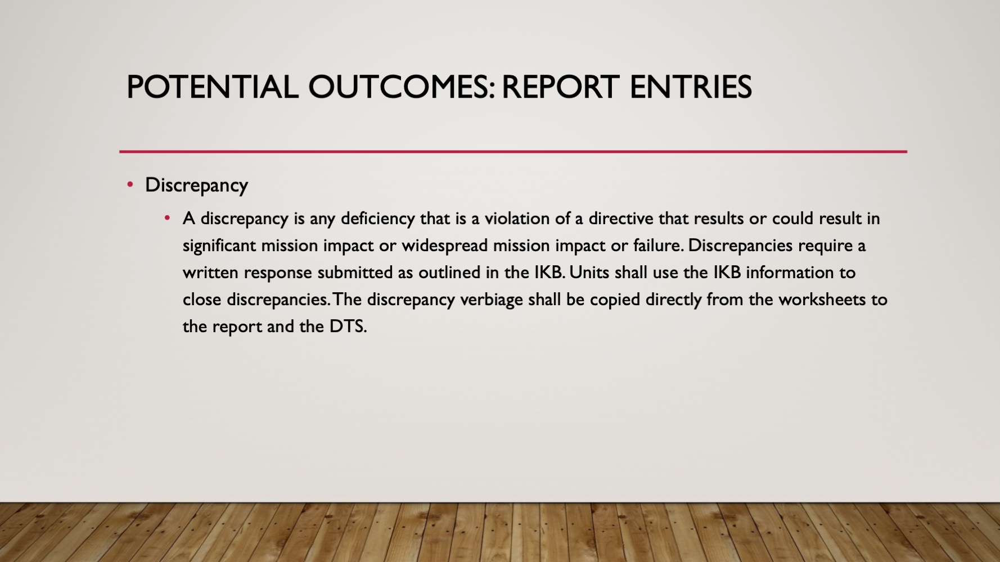 POTENTIAL OUTCOMES: REPORT ENTRIES
• Discrepancy
• A discrepancy is any deficiency that is a violation of a directive that results or could result in
significant mission impact or widespread mission impact or failure. Discrepancies require a
written response submitted as outlined in the IKB. Units shall use the IKB information to
close discrepancies. The discrepancy verbiage shall be copied directly from the worksheets to
the report and the DTS.